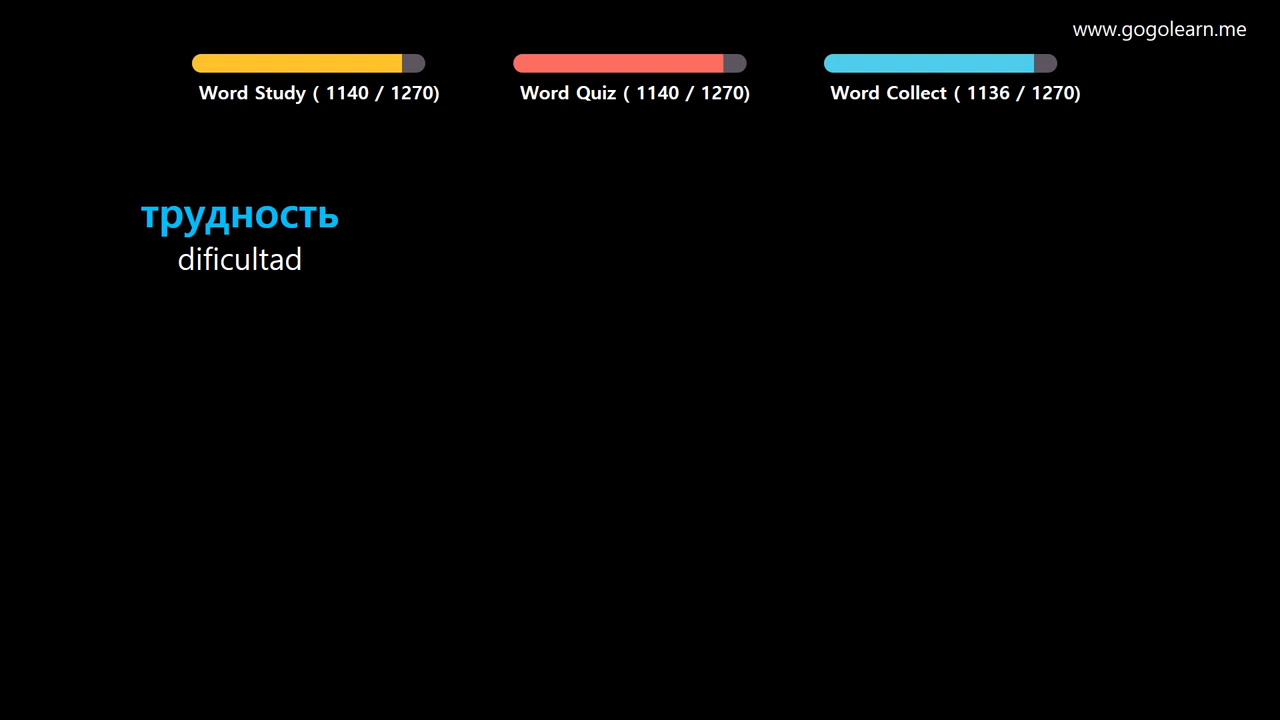 www.gogolearn.me
Word Study ( 1140 / 1270)
Word Quiz ( 1140 / 1270)
Word Collect ( 1136 / 1270)
трудность
dificultad